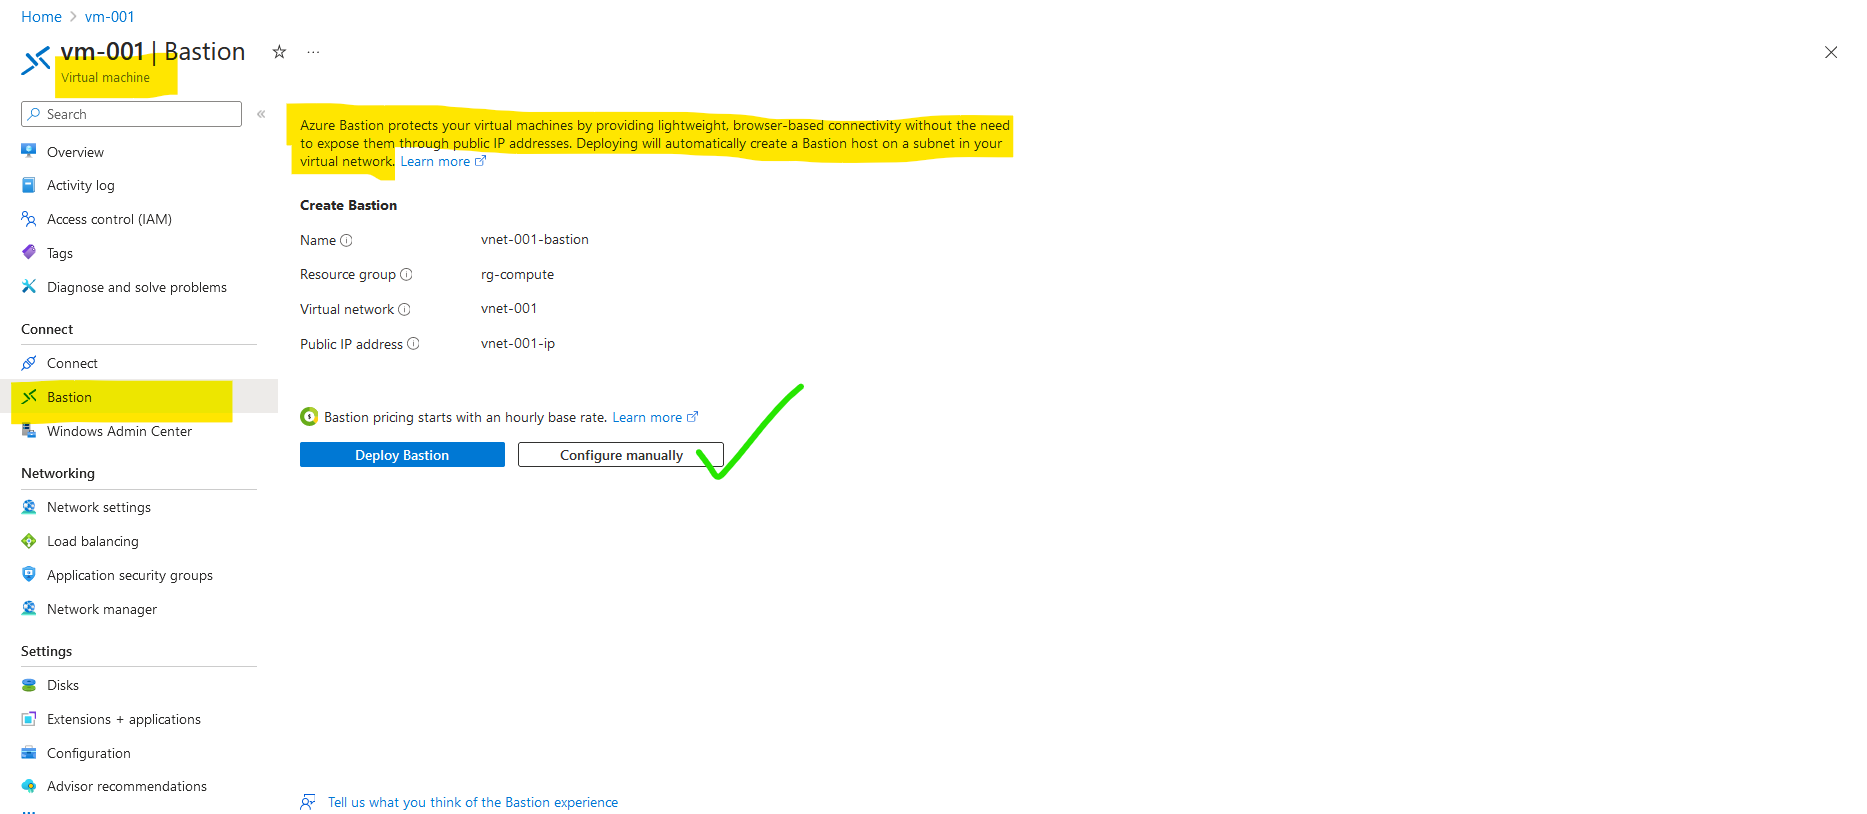 Home > vm-001
vm-001 | Bastion ☆ ...
Virtual machine
Search
«
Overview
Activity log
Access control (IAM)
Tags
Diagnose and solve problems
Connect
Connect
Bastion
Windows Admin Center
Networking
Network settings
Load balancing
Application security groups
Network manager
Settings
Disks
Extensions + applications
Configuration
Advisor recommendations
...
Azure Bastion protects your virtual machines by providing lightweight, browser-based connectivity without the need
to expose them through public IP addresses. Deploying will automatically create a Bastion host on a subnet in your
virtual network. Learn more
Create Bastion
Name vnet-001-bastion
Resource group rg-compute
Virtual network vnet-001
Public IP address vnet-001-ip
Bastion pricing starts with an hourly base rate. Learn more
Deploy Bastion
Configure manually
Tell us what you think of the Bastion experience